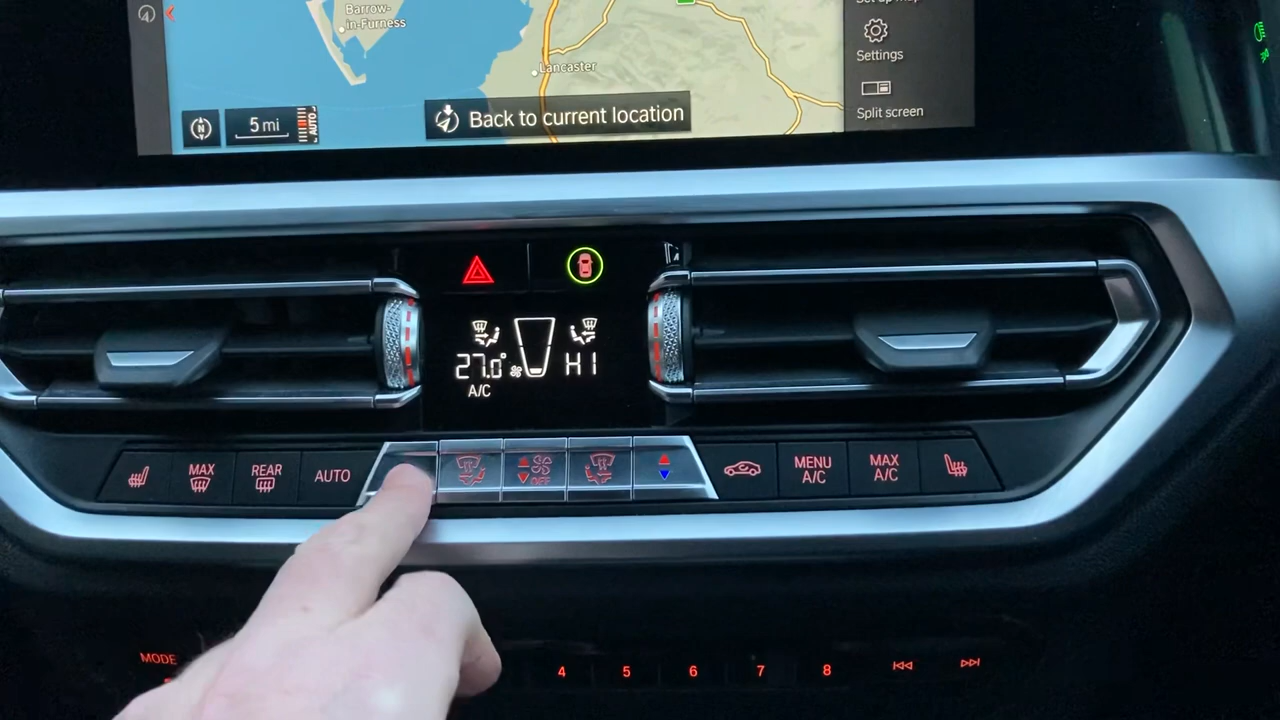 Barrow-
in-Furness
Lancaster
Settings
5 mi
AUTO
Back to current location
Split screen
N
27.0°
HI
A/C
MAX
REAR
AUTO
OFF
MENU
A/C
MAX
A/C
MODE
4
5
6
7
8